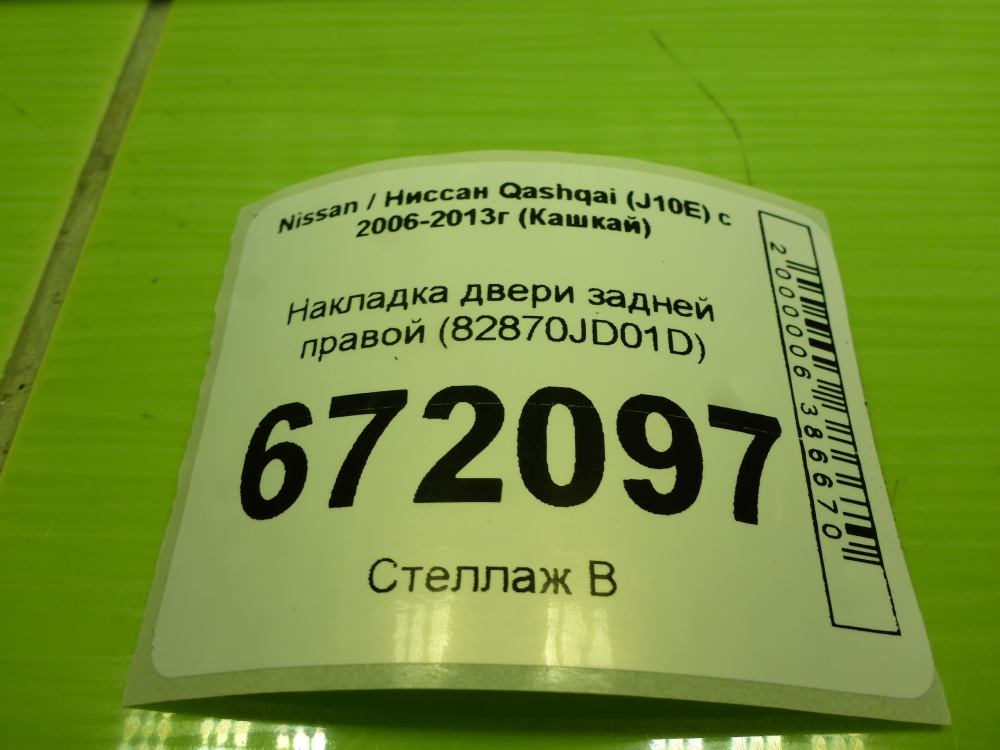 Nissan / Ниссан Qashqai (J10E) с
2006-2013г (Кашкай)
Накладка двери задней
правой (82870JD01D)
672097
Стеллаж В
2000006386670